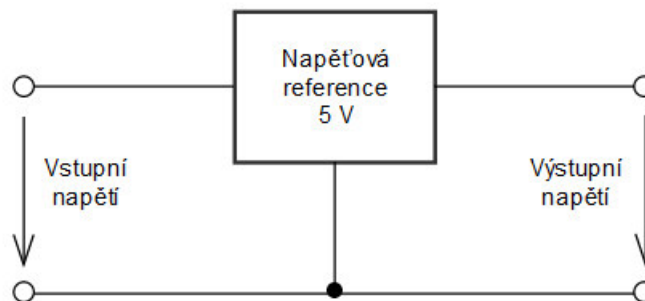 Napěťová
reference
5 V
Vstupní
napětí
Výstupní
napětí